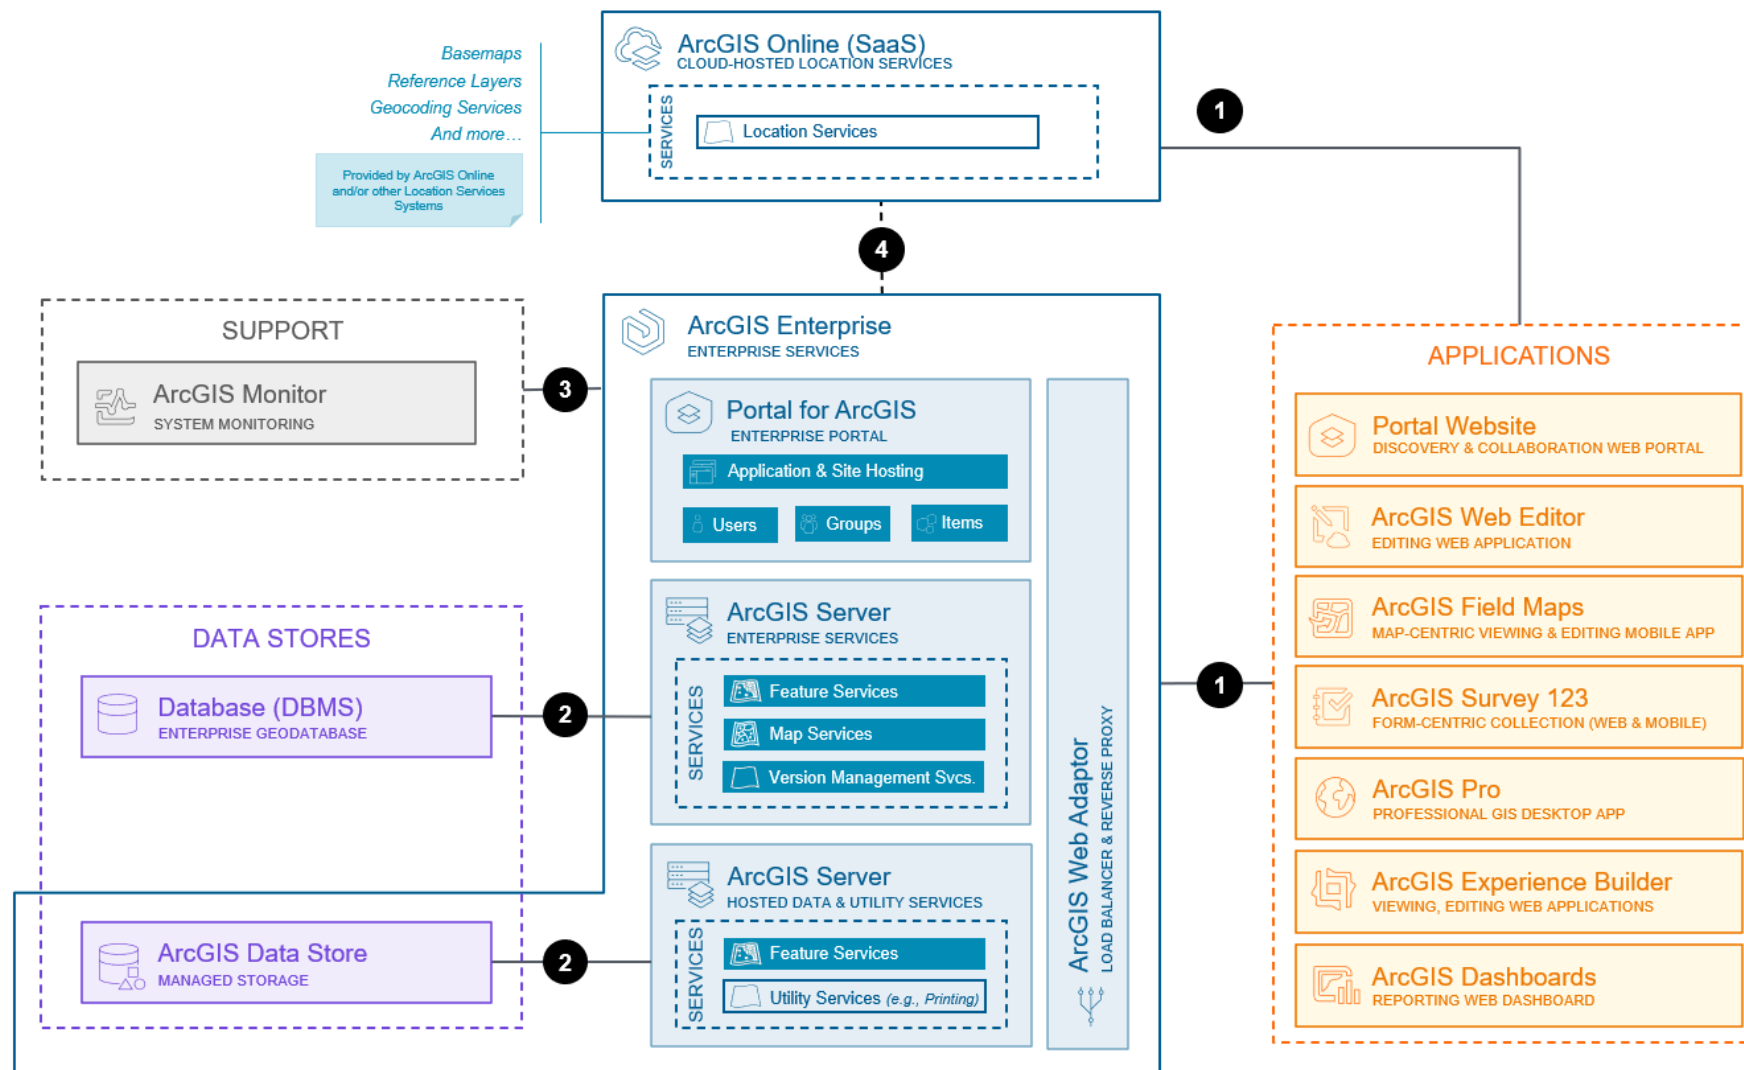 Basemaps
Reference Layers
Geocoding Services
And more…
Provided by ArcGIS Online
and/or other Location Services
Systems
ArcGIS Online (SaaS)
CLOUD-HOSTED LOCATION SERVICES
SERVICES
Location Services
1
4
SUPPORT
ArcGIS Monitor
SYSTEM MONITORING
3
ArcGIS Enterprise
ENTERPRISE SERVICES
Portal for ArcGIS
ENTERPRISE PORTAL
Application & Site Hosting
Users
Groups
Items
DATA STORES
Database (DBMS)
ENTERPRISE GEODATABASE
2
ArcGIS Server
ENTERPRISE SERVICES
SERVICES
Feature Services
Map Services
Version Management Svcs.
ArcGIS Data Store
MANAGED STORAGE
2
ArcGIS Server
HOSTED DATA & UTILITY SERVICES
SERVICES
Feature Services
Utility Services (e.g., Printing)
ArcGIS Web Adaptor
LOAD BALANCER & REVERSE PROXY
1
APPLICATIONS
Portal Website
DISCOVERY & COLLABORATION WEB PORTAL
ArcGIS Web Editor
EDITING WEB APPLICATION
ArcGIS Field Maps
MAP-CENTRIC VIEWING & EDITING MOBILE APP
ArcGIS Survey 123
FORM-CENTRIC COLLECTION (WEB & MOBILE)
ArcGIS Pro
PROFESSIONAL GIS DESKTOP APP
ArcGIS Experience Builder
VIEWING, EDITING WEB APPLICATIONS
ArcGIS Dashboards
REPORTING WEB DASHBOARD